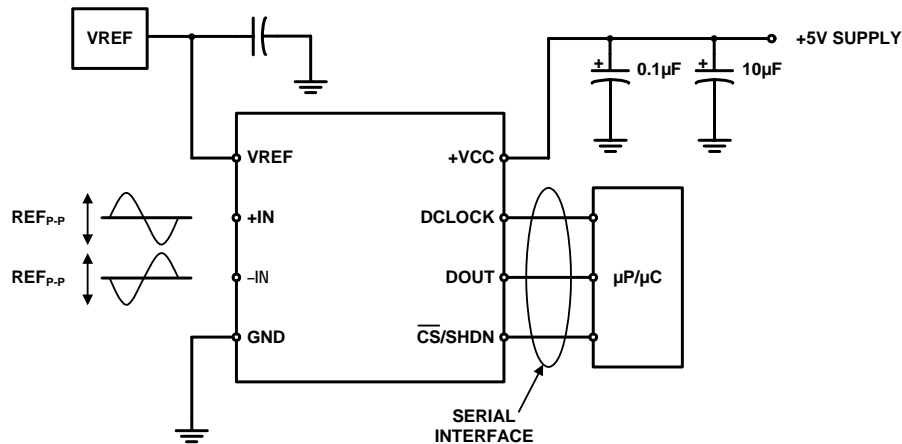 VREF
+5V SUPPLY
+ 0.1µF
+ 10µF
VREF
+VCC
REFP-P
+IN
DCLOCK
REFP-P
–IN
DOUT
µP/µC
GND
CS/SHDN
SERIAL
INTERFACE